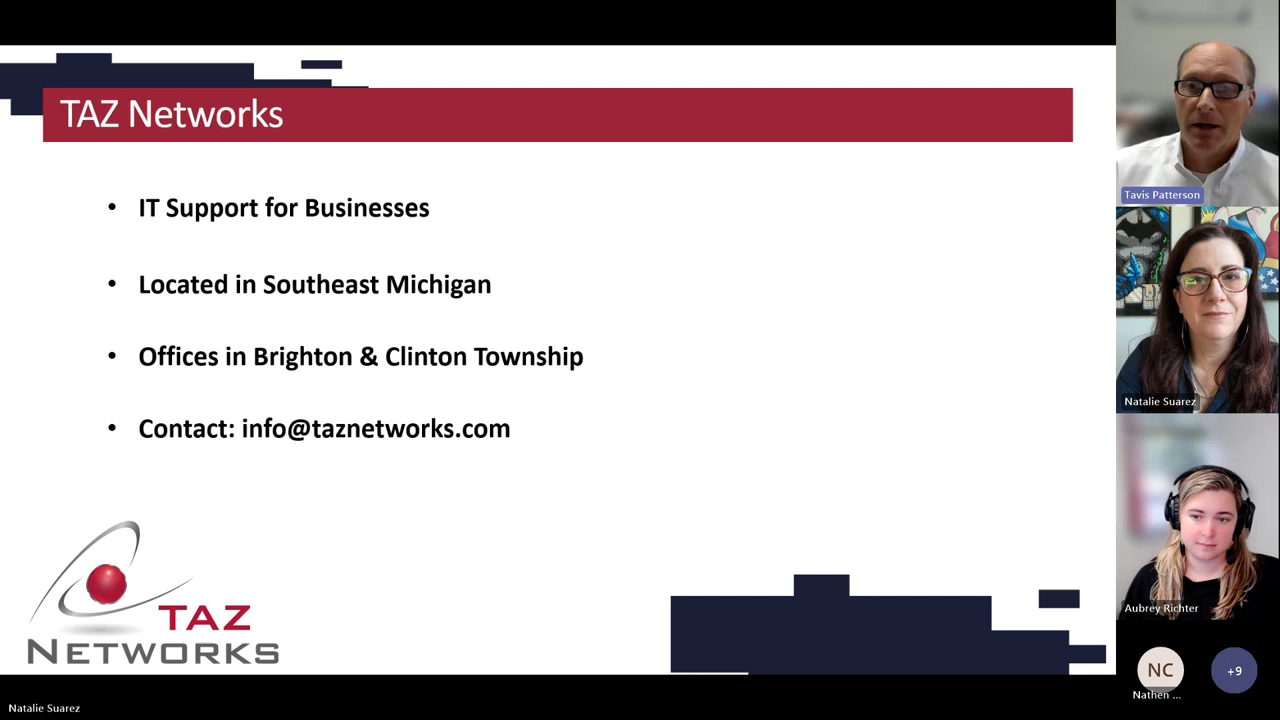 TAZ Networks
• IT Support for Businesses
• Located in Southeast Michigan
• Offices in Brighton & Clinton Township
• Contact: info@taznetworks.com
TAZ
NETWORKS
Tavis Patterson
Natalie Suarez
Aubrey Richter
NC
+9
Nathen ...
Natalie Suarez